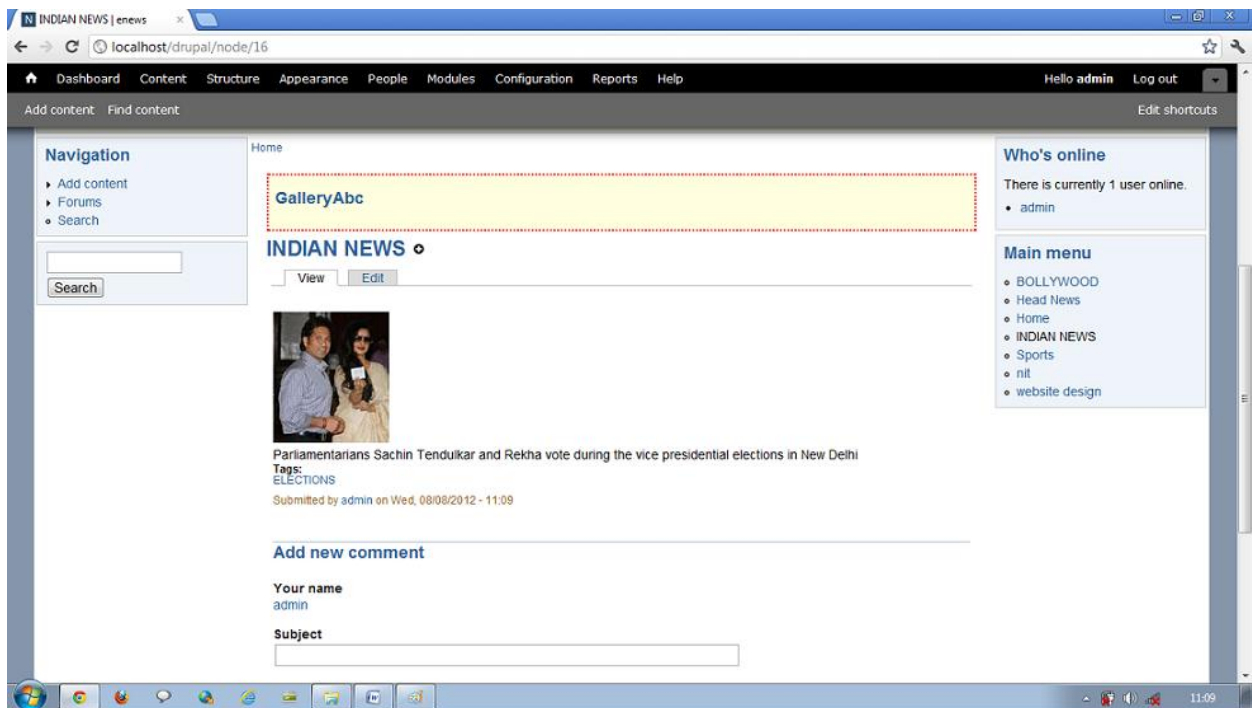 INDIAN NEWS | enews
localhost/drupal/node/16
Dashboard Content Structure Appearance People Modules Configuration Reports Help Hello admin Log out
Add content Find content Edit shortcuts
Navigation
Add content
Forums
Search
Search
Home
GalleryAbc
INDIAN NEWS
View Edit
Parliamentarians Sachin Tendulkar and Rekha vote during the vice presidential elections in New Delhi
Tags:
ELECTIONS
Submitted by admin on Wed, 08/08/2012 - 11:09
Add new comment
Your name
admin
Subject
Who's online
There is currently 1 user online.
admin
Main menu
BOLLYWOOD
Head News
Home
INDIAN NEWS
Sports
nit
website design
11:09